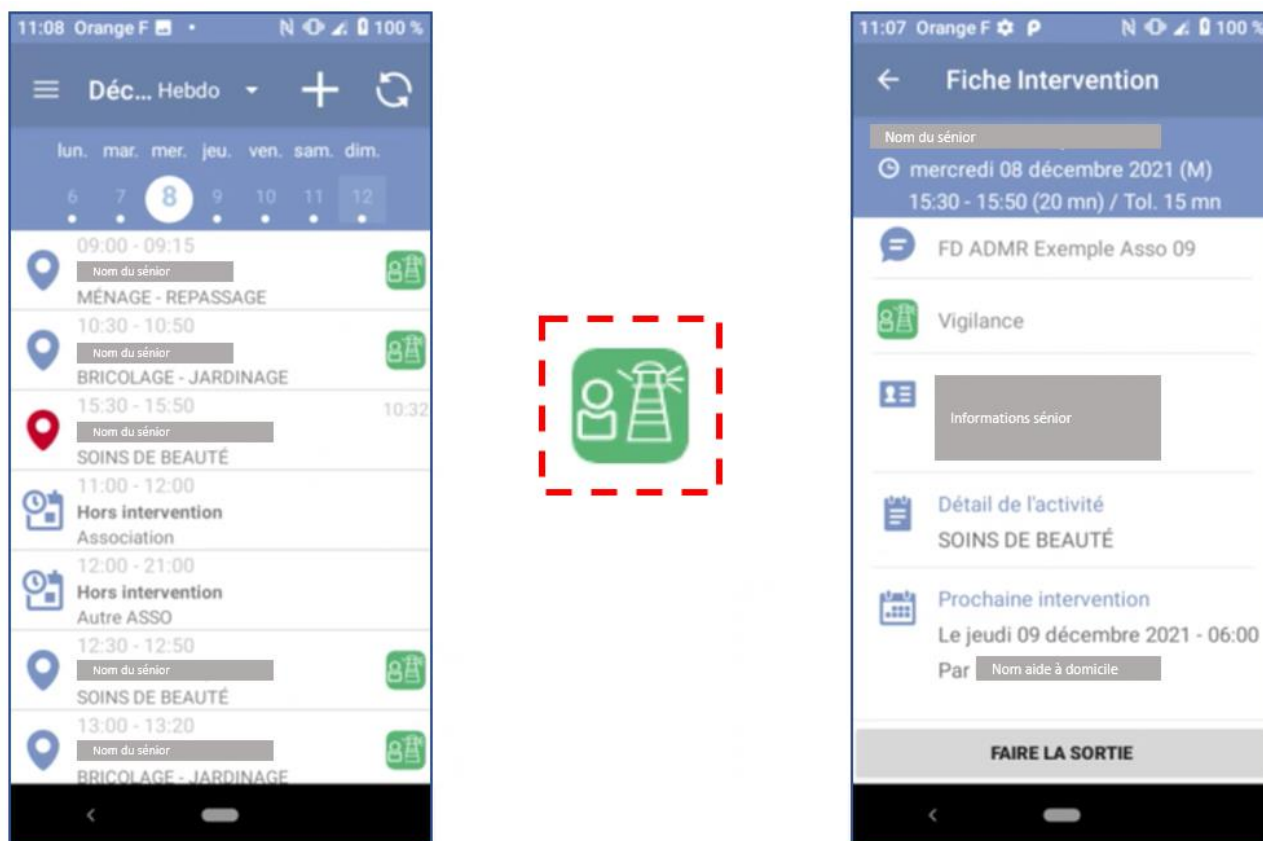 11:08 Orange F
100 %
Déc... Hebdo
lun. mar. mer. jeu. ven. sam. dim.
6 7 8 9 10 11 12
09:00 - 09:15
Nom du sénior
MÉNAGE - REPASSAGE
10:30 - 10:50
Nom du sénior
BRICOLAGE - JARDINAGE
15:30 - 15:50
10:32
Nom du sénior
SOINS DE BEAUTÉ
11:00 - 12:00
Hors intervention
Association
12:00 - 21:00
Hors intervention
Autre ASSO
12:30 - 12:50
Nom du sénior
SOINS DE BEAUTÉ
13:00 - 13:20
Nom du sénior
BRICOLAGE - JARDINAGE
11:07 Orange F
100 %
Fiche Intervention
Nom du sénior
mercredi 08 décembre 2021 (M)
15:30 - 15:50 (20 mn) / Tol. 15 mn
FD ADMR Exemple Asso 09
Vigilance
Informations sénior
Détail de l'activité
SOINS DE BEAUTÉ
Prochaine intervention
Le jeudi 09 décembre 2021 - 06:00
Par Nom aide à domicile
FAIRE LA SORTIE